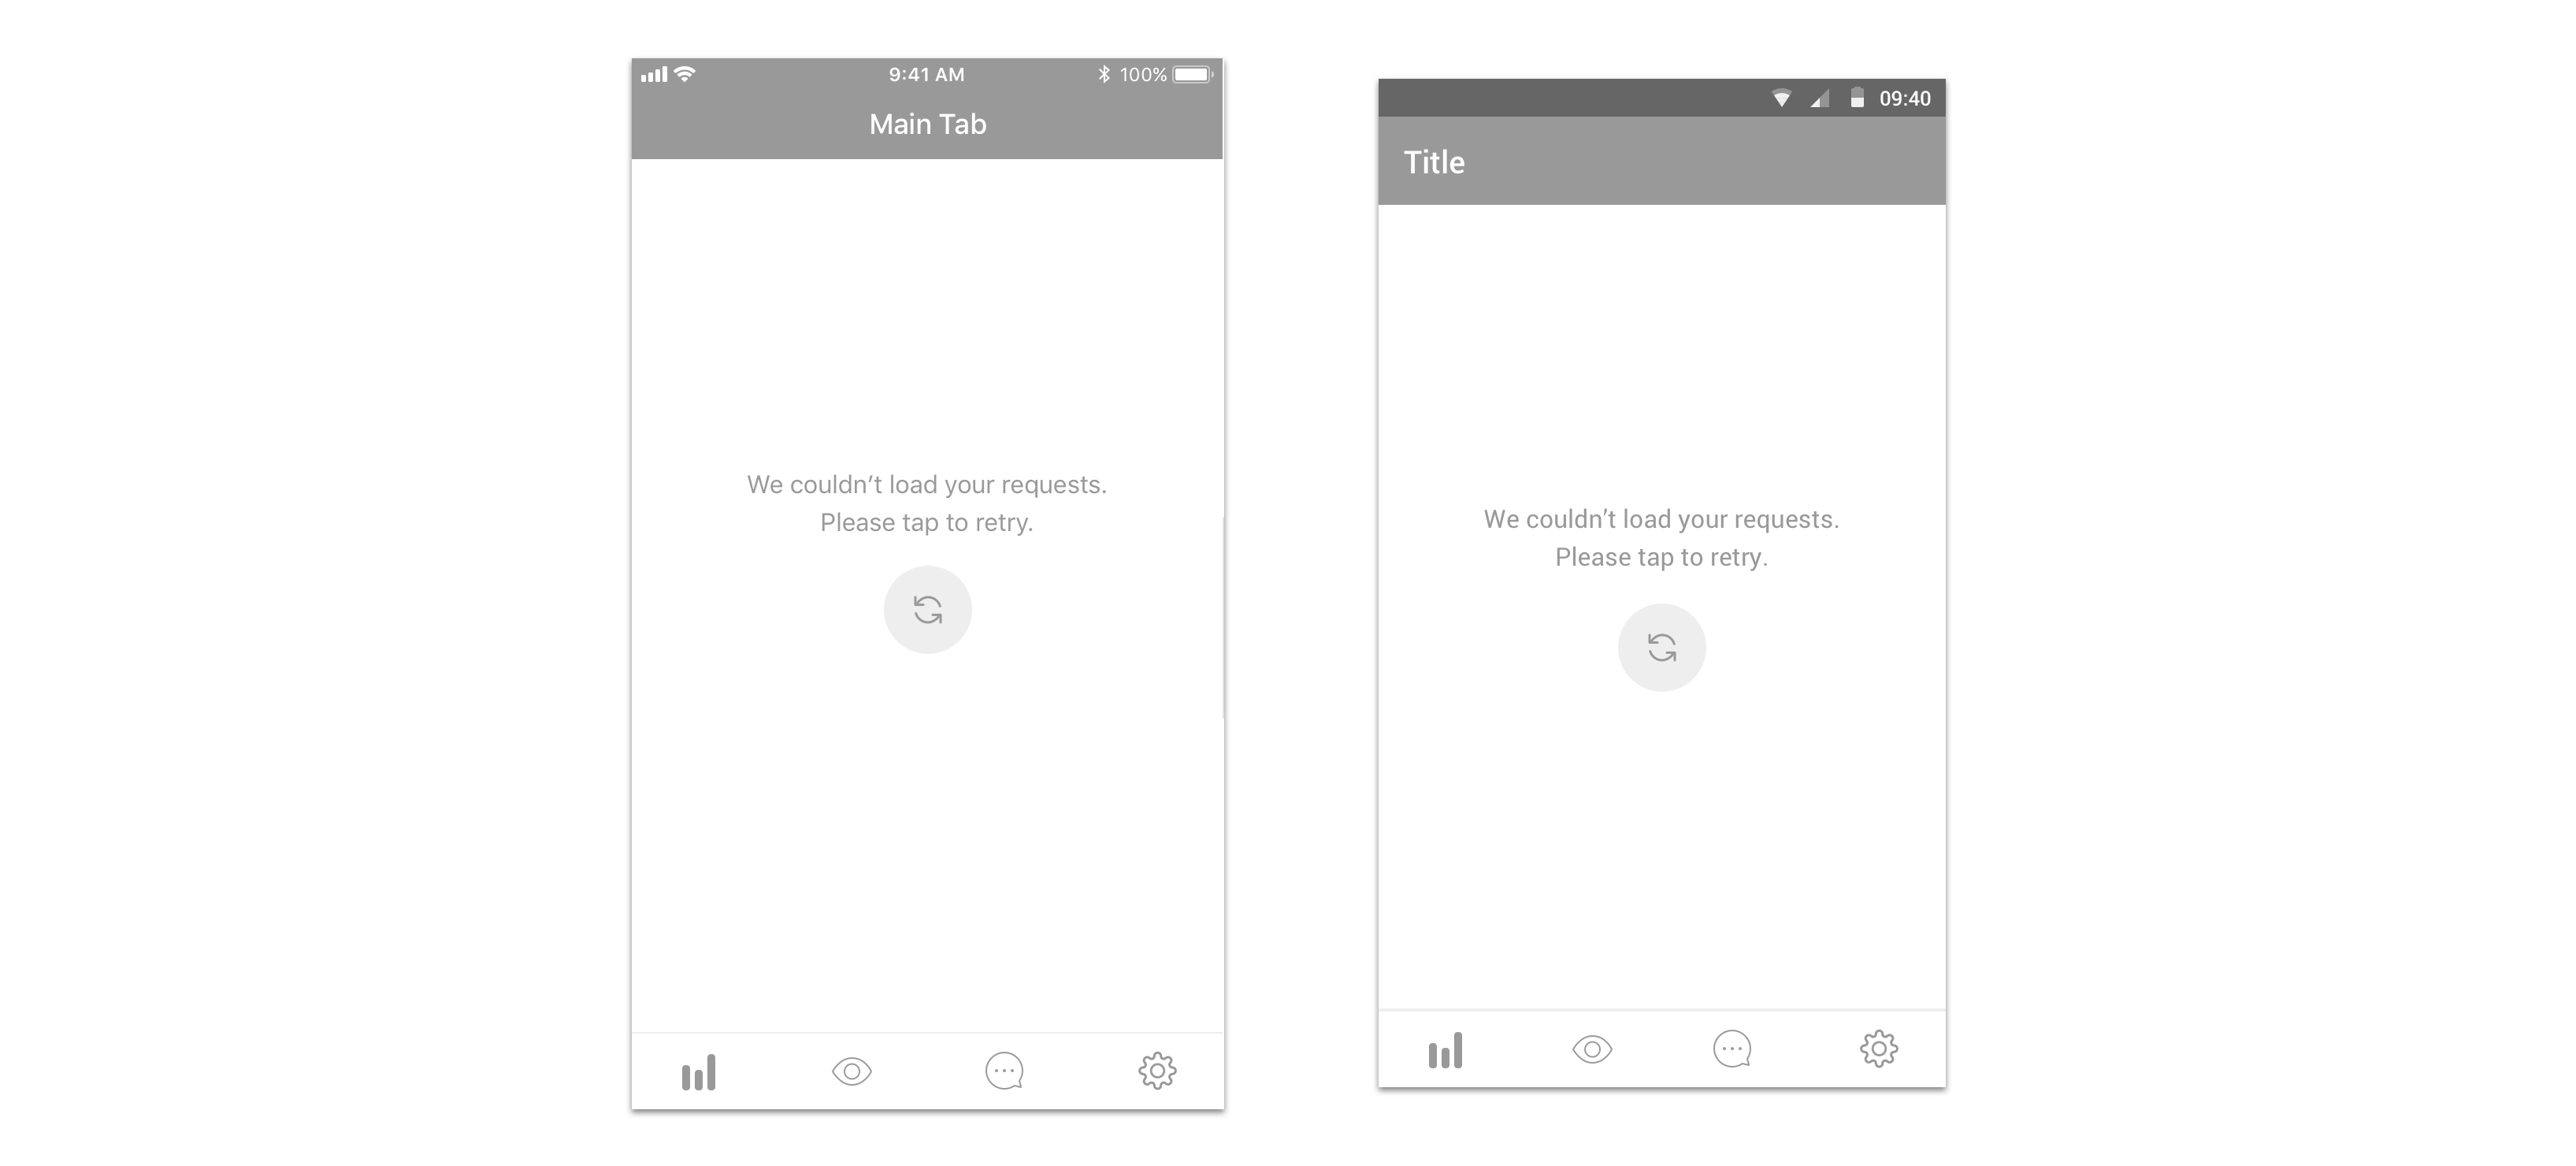 9:41 AM
100%
Main Tab
We couldn’t load your requests.
Please tap to retry.
09:40
Title
We couldn’t load your requests.
Please tap to retry.